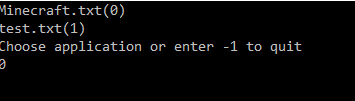 Minecraft.txt(0)
test.txt(1)
Choose application or enter -1 to quit
0